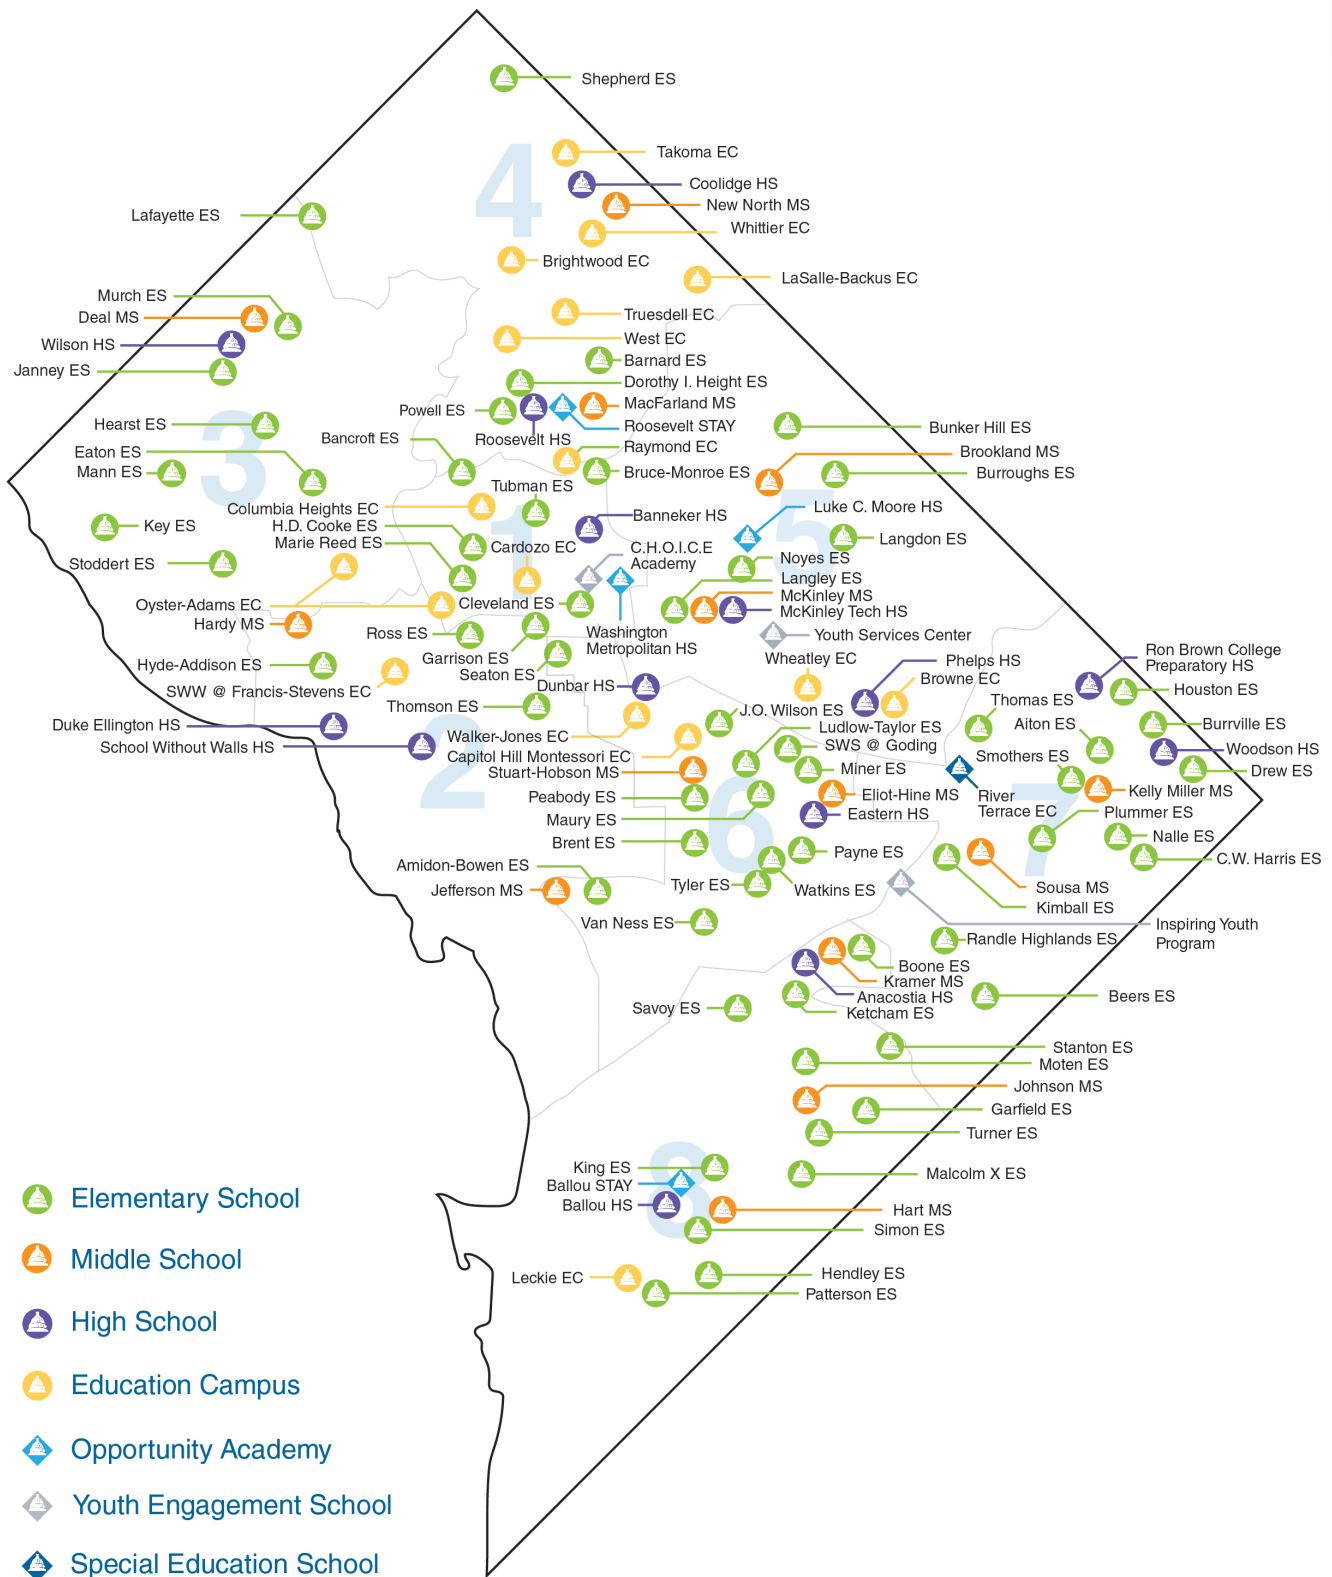 Shepherd ES
4
Takoma EC
Coolidge HS
New North MS
Lafayette ES
Whittier EC
Brightwood EC
LaSalle-Backus EC
Murch ES
Deal MS
Truesdell EC
West EC
Wilson HS
Barnard ES
Janney ES
Dorothy I. Height ES
MacFarland MS
Powell ES
Roosevelt STAY
Hearst ES
3
Bunker Hill ES
Bancroft ES
Roosevelt HS
Raymond EC
Eaton ES
Brookland MS
Mann ES
Bruce-Monroe ES
Burroughs ES
Tubman ES
Columbia Heights EC
5
Luke C. Moore HS
Key ES
H.D. Cooke ES
1
Banneker HS
Marie Reed ES
Cardozo EC
C.H.O.I.C.E
Academy
Langdon ES
Stoddert ES
Noyes ES
Langley ES
McKinley MS
Oyster-Adams EC
Cleveland ES
McKinley Tech HS
Hardy MS
Ross ES
Washington
Metropolitan HS
Youth Services Center
Garrison ES
Wheatley EC
Phelps HS
Ron Brown College
Preparatory HS
Hyde-Addison ES
Seaton ES
Browne EC
SWW @ Francis-Stevens EC
Dunbar HS
Houston ES
Thomas ES
Thomson ES
J.O. Wilson ES
Duke Ellington HS
2
Ludlow-Taylor ES
Aiton ES
Burrville ES
School Without Walls HS
Walker-Jones EC
SWS @ Goding
Woodson HS
Capitol Hill Montessori EC
Smothers ES
Stuart-Hobson MS
Miner ES
Drew ES
Peabody ES
6
Eliot-Hine MS
River
Terrace EC
7
Kelly Miller MS
Maury ES
Eastern HS
Plummer ES
Brent ES
Nalle ES
Payne ES
C.W. Harris ES
Amidon-Bowen ES
Jefferson MS
Tyler ES
Watkins ES
Sousa MS
Kimball ES
Van Ness ES
Inspiring Youth
Program
Randle Highlands ES
Boone ES
Kramer MS
Anacostia HS
Beers ES
Savoy ES
Ketcham ES
Stanton ES
Moten ES
Johnson MS
Garfield ES
Turner ES
8
King ES
Malcolm X ES
Ballou STAY
Ballou HS
Hart MS
Simon ES
Leckie EC
Hendley ES
Patterson ES
Elementary School
Middle School
High School
Education Campus
Opportunity Academy
Youth Engagement School
Special Education School